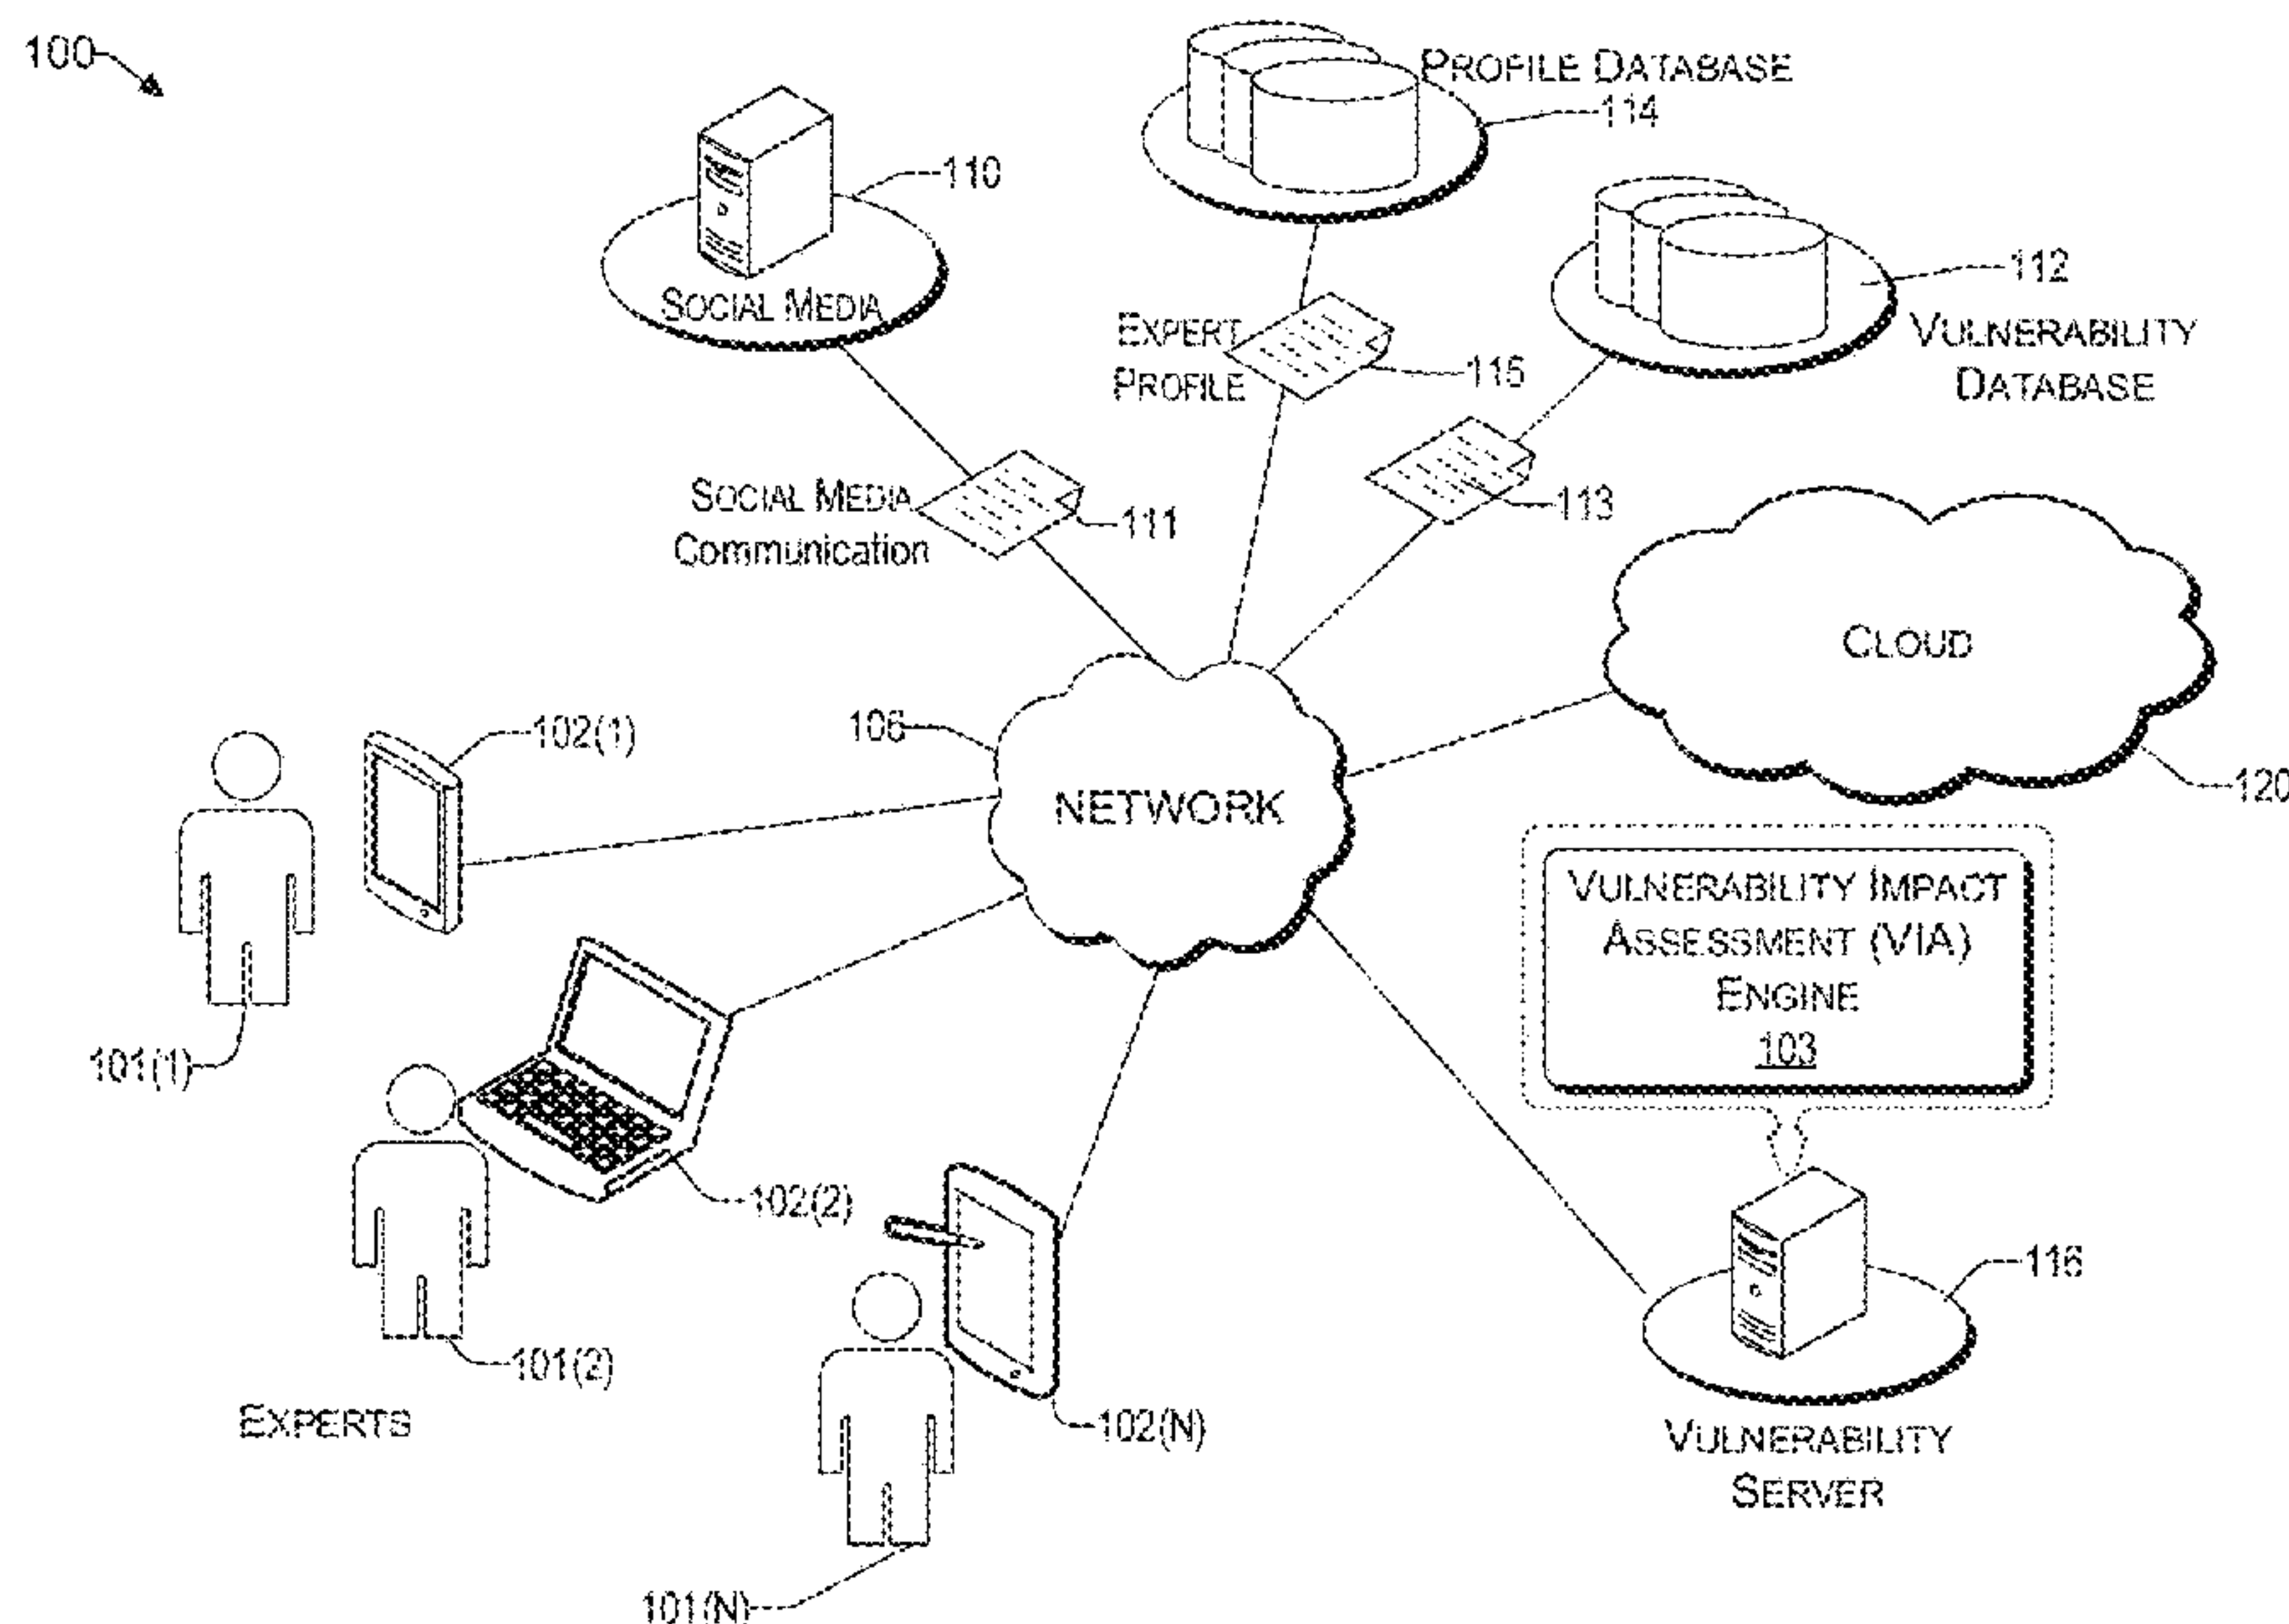 100
PROFILE DATABASE
114
110
112
SOCIAL MEDIA
EXPERT
PROFILE
115
VULNERABILITY
DATABASE
SOCIAL MEDIA
Communication
111
113
CLOUD
106
102(1)
NETWORK
120
VULNERABILITY IMPACT
ASSESSMENT (VIA)
ENGINE
103
101(1)
102(2)
116
101(2)
EXPERTS
102(N)
VULNERABILITY
SERVER
101(N)